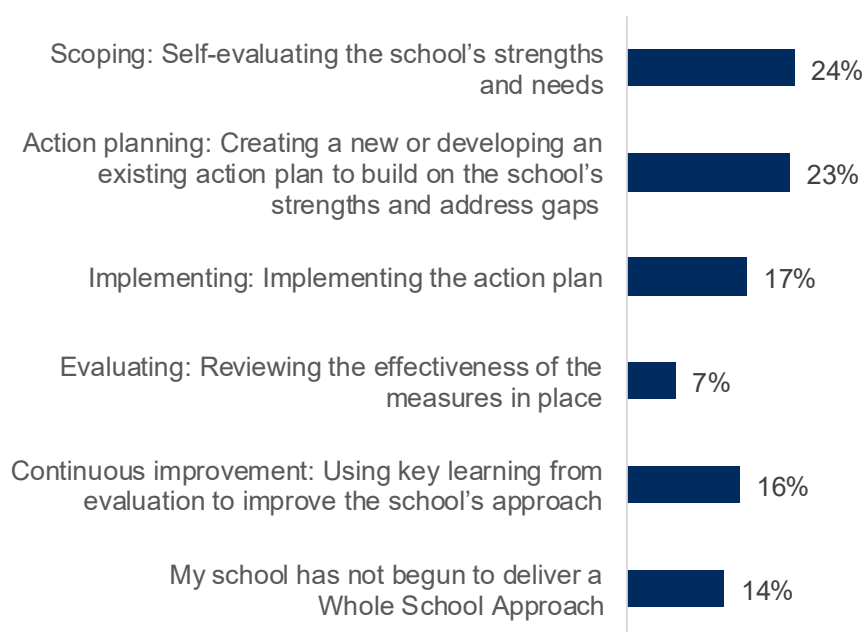 Scoping: Self-evaluating the school’s strengths
and needs
24%
Action planning: Creating a new or developing an
existing action plan to build on the school’s
strengths and address gaps
23%
Implementing: Implementing the action plan
17%
Evaluating: Reviewing the effectiveness of the
measures in place
7%
Continuous improvement: Using key learning from
evaluation to improve the school’s approach
16%
My school has not begun to deliver a
Whole School Approach
14%